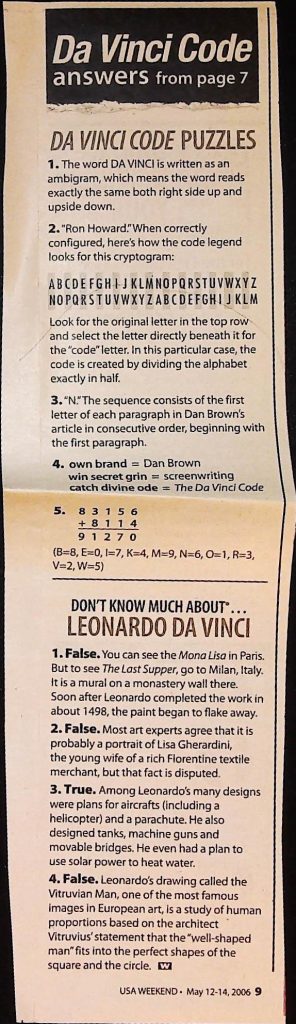 Da Vinci Code
answers from page 7
DA VINCI CODE PUZZLES
1. The word DA VINCI is written as an
ambigram, which means the word reads
exactly the same both right side up and
upside down.
2. "Ron Howard." When correctly
configured, here's how the code legend
looks for this cryptogram:
A B C D E F G H I J K L M N O P Q R S T U V W X Y Z
N O P Q R S T U V W X Y Z A B C D E F G H I J K L M
Look for the original letter in the top row
and select the letter directly beneath it for
the "code" letter. In this particular case, the
code is created by dividing the alphabet
exactly in half.
3. "N." The sequence consists of the first
letter of each paragraph in Dan Brown's
article in consecutive order, beginning with
the first paragraph.
4. own brand = Dan Brown
win secret grin = screenwriting
catch divine ode = The Da Vinci Code
5. 8 3 1 5 6
+ 8 1 1 4
9 1 2 7 0
(B=8, E=0, I=7, K=4, M=9, N=6, O=1, R=3,
V=2, W=5)
DON'T KNOW MUCH ABOUT®...
LEONARDO DA VINCI
1. False. You can see the Mona Lisa in Paris.
But to see The Last Supper, go to Milan, Italy.
It is a mural on a monastery wall there.
Soon after Leonardo completed the work in
about 1498, the paint began to flake away.
2. False. Most art experts agree that it is
probably a portrait of Lisa Gherardini,
the young wife of a rich Florentine textile
merchant, but that fact is disputed.
3. True. Among Leonardo's many designs
were plans for aircrafts (including a
helicopter) and a parachute. He also
designed tanks, machine guns and
movable bridges. He even had a plan to
use solar power to heat water.
4. False. Leonardo's drawing called the
Vitruvian Man, one of the most famous
images in European art, is a study of human
proportions based on the architect
Vitruvius' statement that the "well-shaped
man" fits into the perfect shapes of the
square and the circle. W
USA WEEKEND • May 12-14, 2006 9